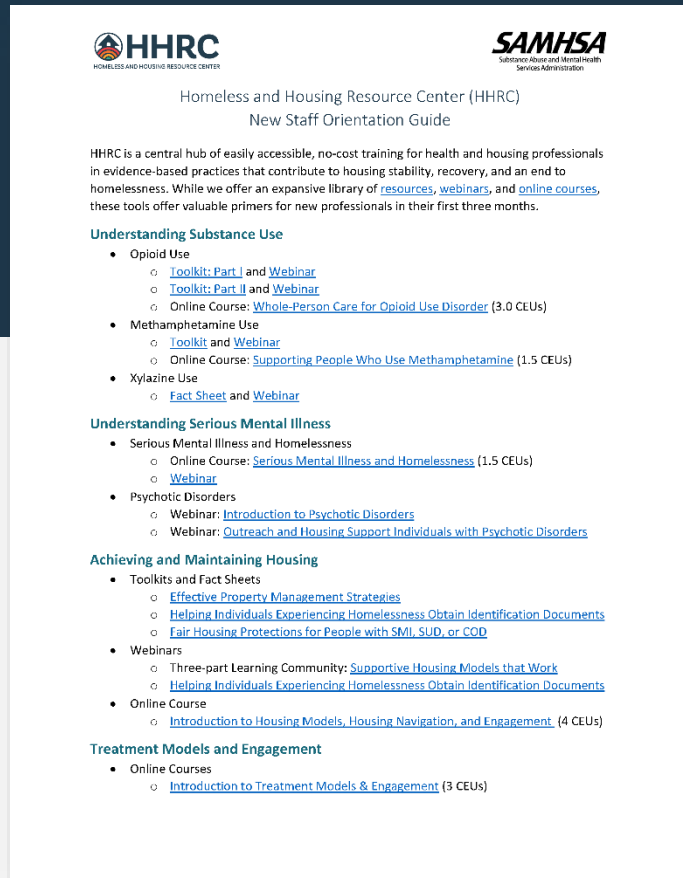 HHRC
HOMELESS AND HOUSING RESOURCE CENTER
SAMHSA
Substance Abuse and Mental Health
Services Administration
Homeless and Housing Resource Center (HHRC)
New Staff Orientation Guide
HHRC is a central hub of easily accessible, no-cost training for health and housing professionals
in evidence-based practices that contribute to housing stability, recovery, and an end to
homelessness. While we offer an expansive library of resources, webinars, and online courses,
these tools offer valuable primers for new professionals in their first three months.
Understanding Substance Use
• Opioid Use
○ Toolkit: Part I and Webinar
○ Toolkit: Part II and Webinar
○ Online Course: Whole-Person Care for Opioid Use Disorder (3.0 CEUs)
• Methamphetamine Use
○ Toolkit and Webinar
○ Online Course: Supporting People Who Use Methamphetamine (1.5 CEUs)
• Xylazine Use
○ Fact Sheet and Webinar
Understanding Serious Mental Illness
• Serious Mental Illness and Homelessness
○ Online Course: Serious Mental Illness and Homelessness (1.5 CEUs)
○ Webinar
• Psychotic Disorders
○ Webinar: Introduction to Psychotic Disorders
○ Webinar: Outreach and Housing Support Individuals with Psychotic Disorders
Achieving and Maintaining Housing
• Toolkits and Fact Sheets
○ Effective Property Management Strategies
○ Helping Individuals Experiencing Homelessness Obtain Identification Documents
○ Fair Housing Protections for People with SMI, SUD, or COD
• Webinars
○ Three-part Learning Community: Supportive Housing Models that Work
○ Helping Individuals Experiencing Homelessness Obtain Identification Documents
• Online Course
○ Introduction to Housing Models, Housing Navigation, and Engagement (4 CEUs)
Treatment Models and Engagement
• Online Courses
○ Introduction to Treatment Models & Engagement (3 CEUs)